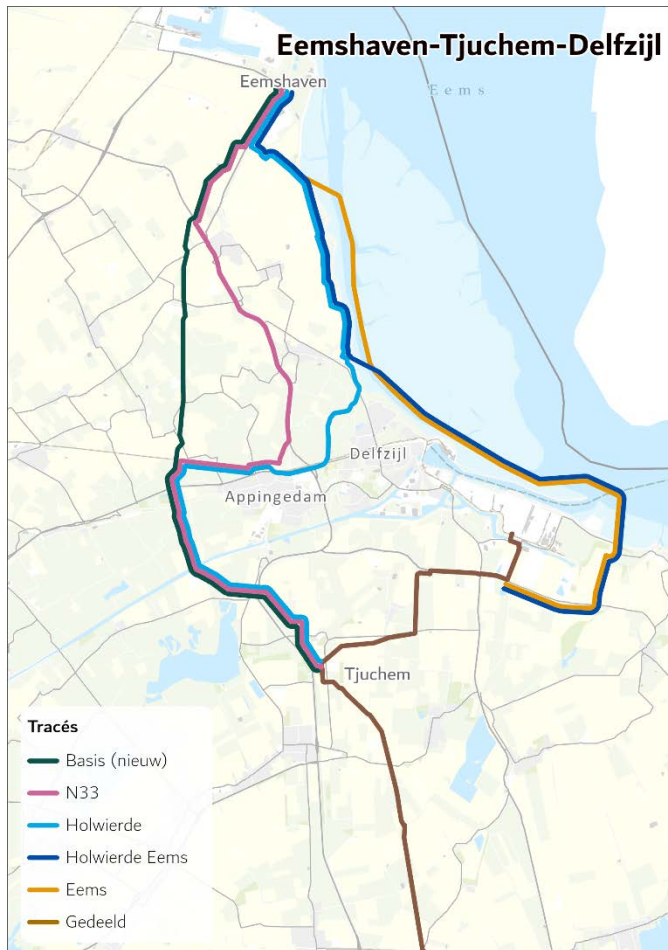 Eemshaven-Tjuchem-Delfzijl
Eemshaven
Eems
Delfzijl
Appingedam
Tjuchem
Tracés
Basis (nieuw)
N33
Holwierde
Holwierde Eems
Eems
Gedeeld